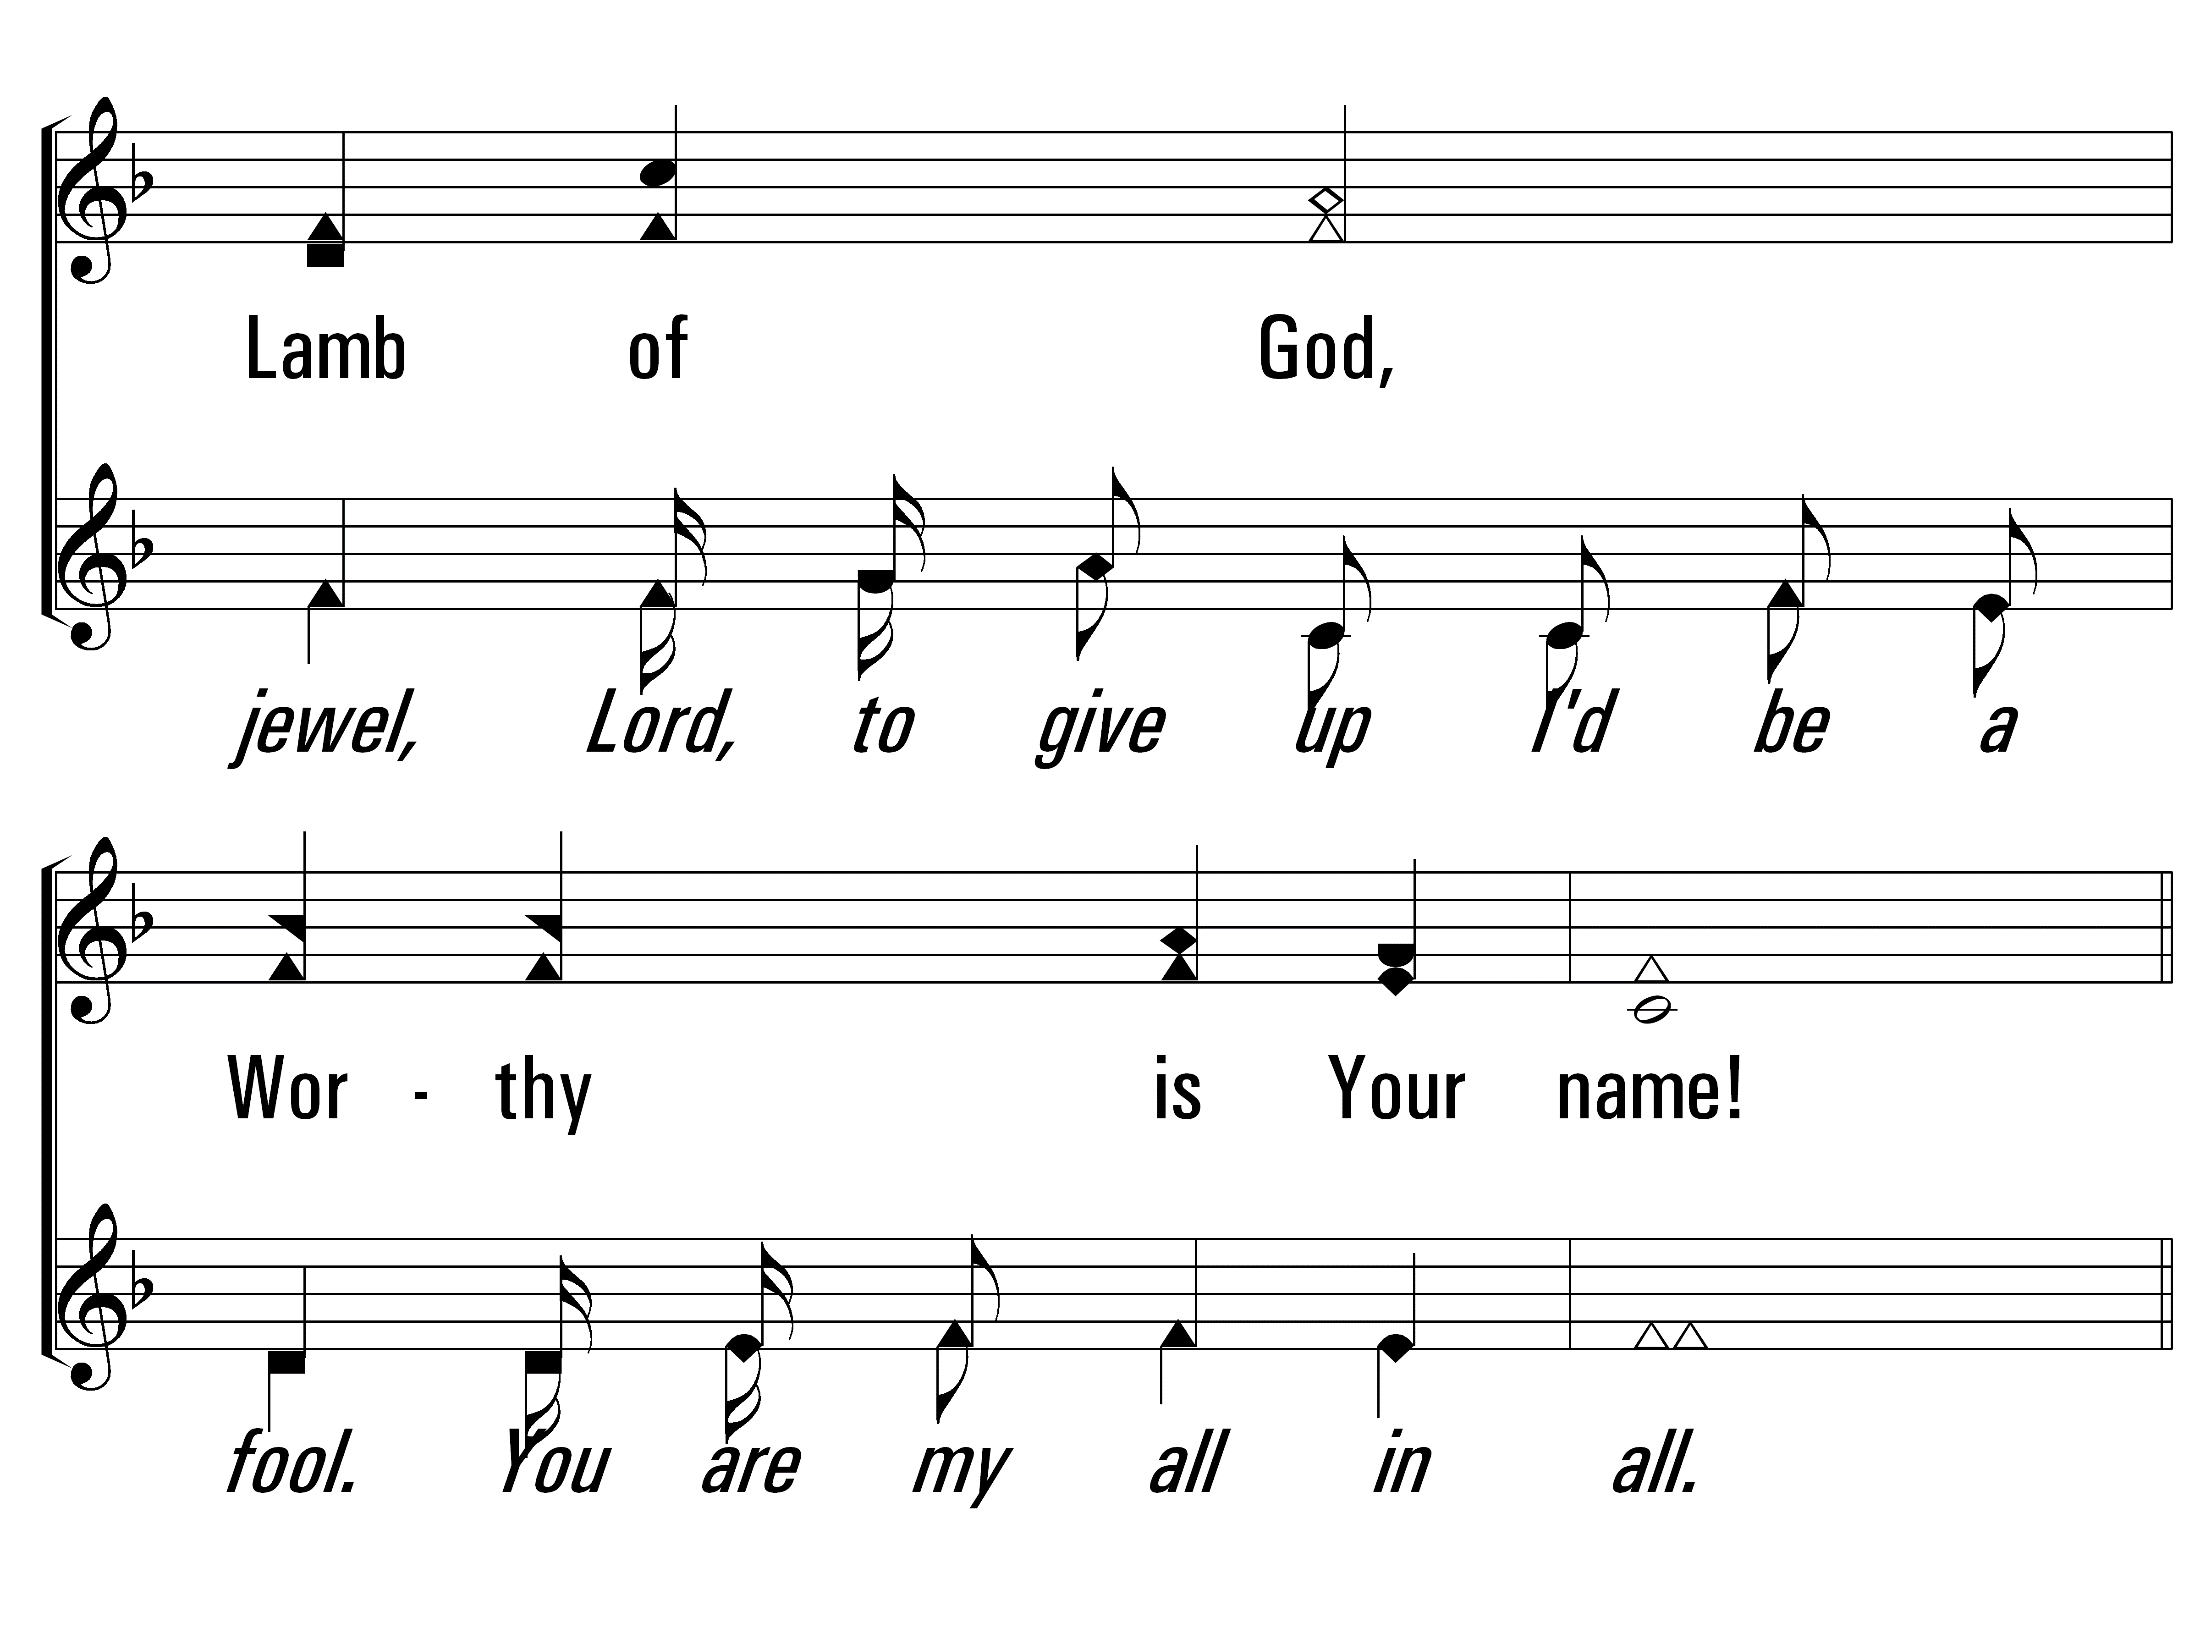 Lamb of God,
jewel, Lord, to give up I'd be a
Wor - thy is Your name!
fool. You are my all in all.